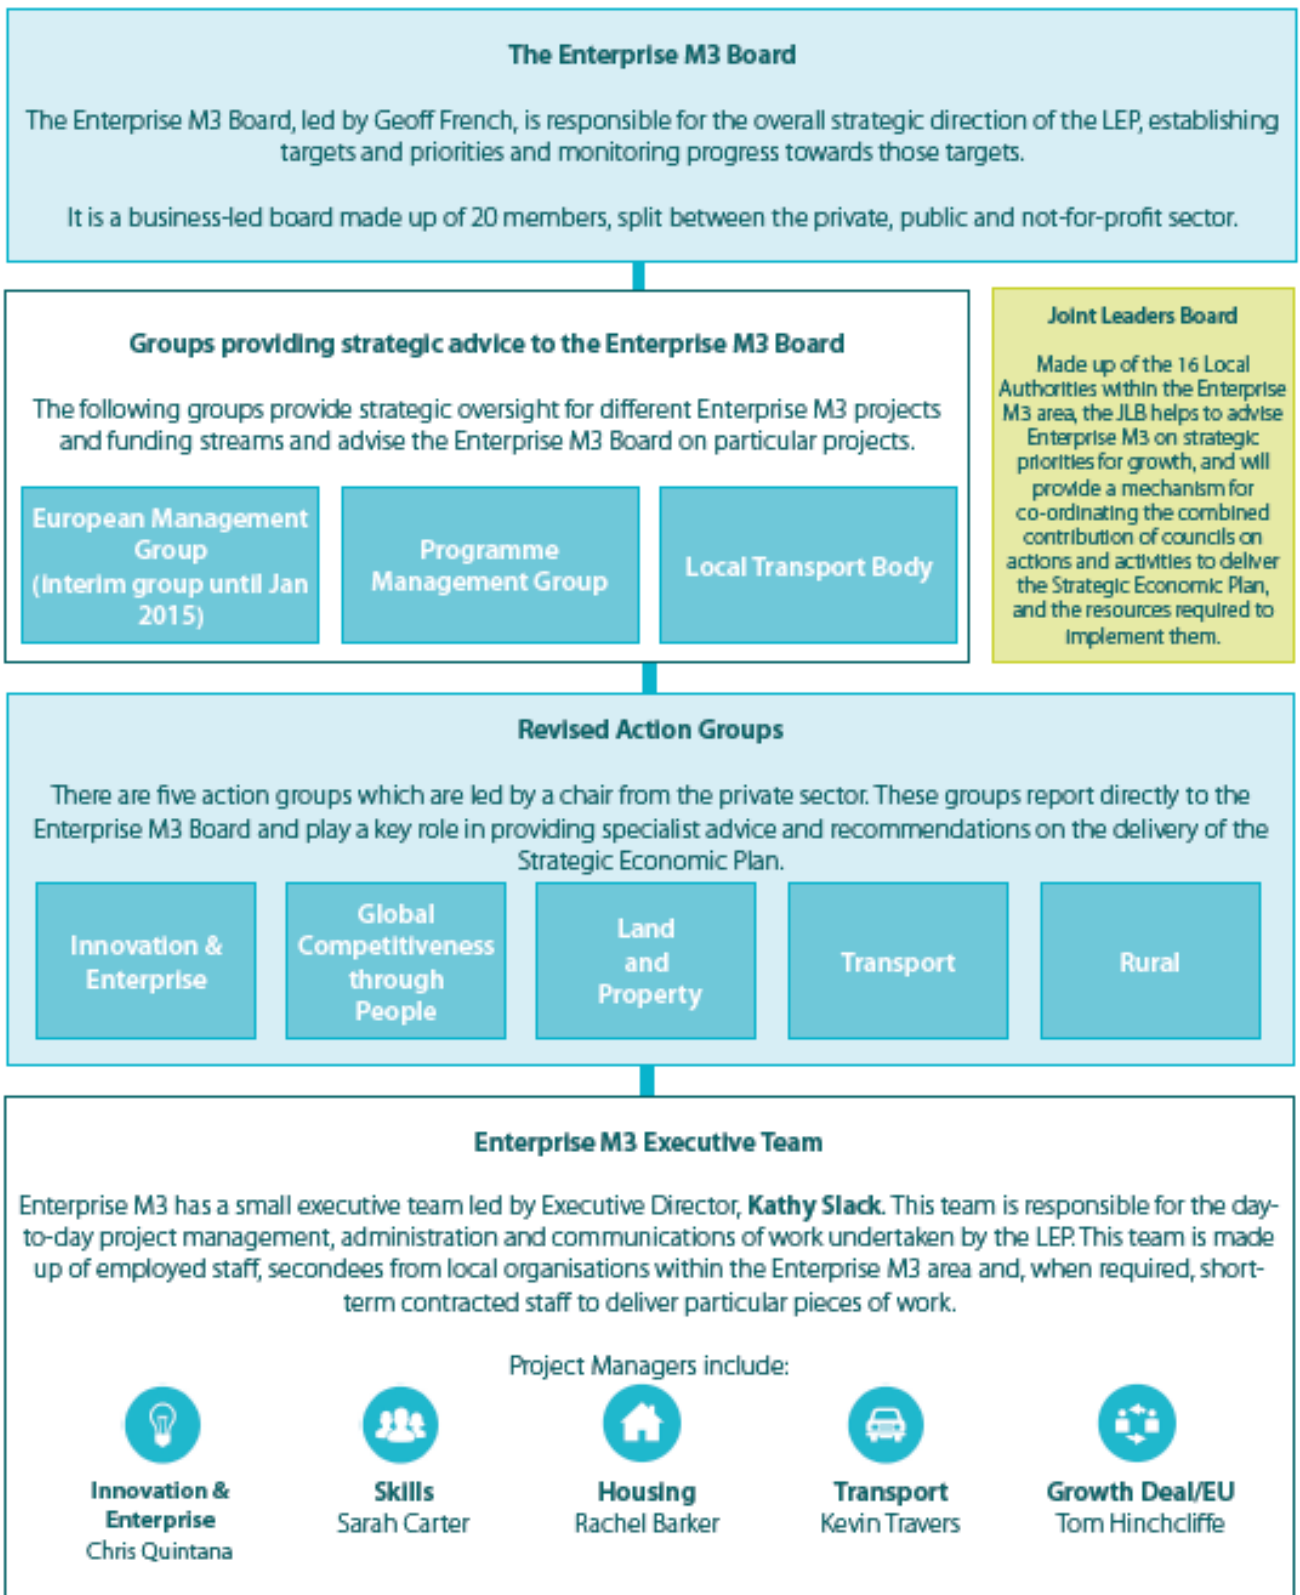 The Enterprise M3 Board
The Enterprise M3 Board, led by Geoff French, is responsible for the overall strategic direction of the LEP, establishing
targets and priorities and monitoring progress towards those targets.
It is a business-led board made up of 20 members, split between the private, public and not-for-profit sector.
Groups providing strategic advice to the Enterprise M3 Board
The following groups provide strategic oversight for different Enterprise M3 projects
and funding streams and advise the Enterprise M3 Board on particular projects.
European Management
Group
(interim group until Jan
2015)
Programme
Management Group
Local Transport Body
Joint Leaders Board
Made up of the 16 Local
Authorities within the Enterprise
M3 area, the JLB helps to advise
Enterprise M3 on strategic
priorities for growth, and will
provide a mechanism for
co-ordinating the combined
contribution of councils on
actions and activities to deliver
the Strategic Economic Plan,
and the resources required to
implement them.
Revised Action Groups
There are five action groups which are led by a chair from the private sector. These groups report directly to the
Enterprise M3 Board and play a key role in providing specialist advice and recommendations on the delivery of the
Strategic Economic Plan.
Innovation &
Enterprise
Global
Competitiveness
through
People
Land
and
Property
Transport
Rural
Enterprise M3 Executive Team
Enterprise M3 has a small executive team led by Executive Director, Kathy Slack. This team is responsible for the day-
to-day project management, administration and communications of work undertaken by the LEP. This team is made
up of employed staff, secondees from local organisations within the Enterprise M3 area and, when required, short-
term contracted staff to deliver particular pieces of work.
Project Managers include:
Innovation &
Enterprise
Chris Quintana
Skills
Sarah Carter
Housing
Rachel Barker
Transport
Kevin Travers
Growth Deal/EU
Tom Hinchcliffe